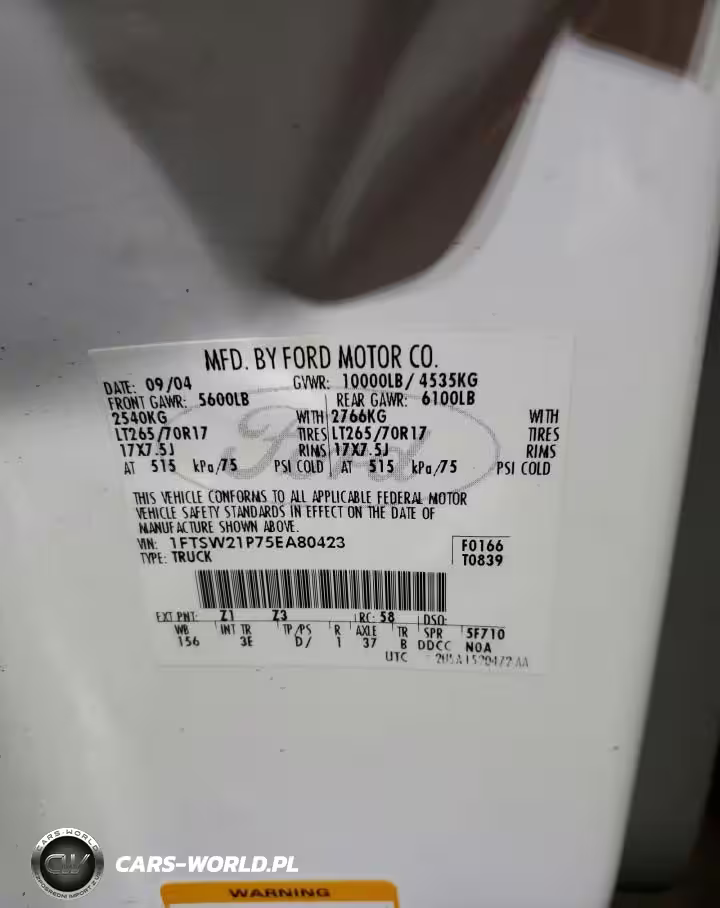 MFD. BY FORD MOTOR CO.
DATE: 09/04 GVWR: 10000LB/ 4535KG
FRONT GAWR: 5600LB REAR GAWR: 6100LB
2540KG WITH 2766KG WITH
LT265/70R17 TIRES LT265/70R17 TIRES
17X7.5J RIMS 17X7.5J RIMS
AT 515 kPa/75 PSI COLD AT 515 kPa/75 PSI COLD
Ford
THIS VEHICLE CONFORMS TO ALL APPLICABLE FEDERAL MOTOR
VEHICLE SAFETY STANDARDS IN EFFECT ON THE DATE OF
MANUFACTURE SHOWN ABOVE.
VIN: 1FTSW21P75EA80423 F0166
TYPE: TRUCK T0839
EXT PNT: Z1 Z3 RC: 58 DSO:
WB INT TR TP/PS R AXLE TR SPR 5F710
156 3E D/ 1 37 B DDCC NOA
UTC
CARS-WORLD
CW
CARS-WORLD.PL
WARNING